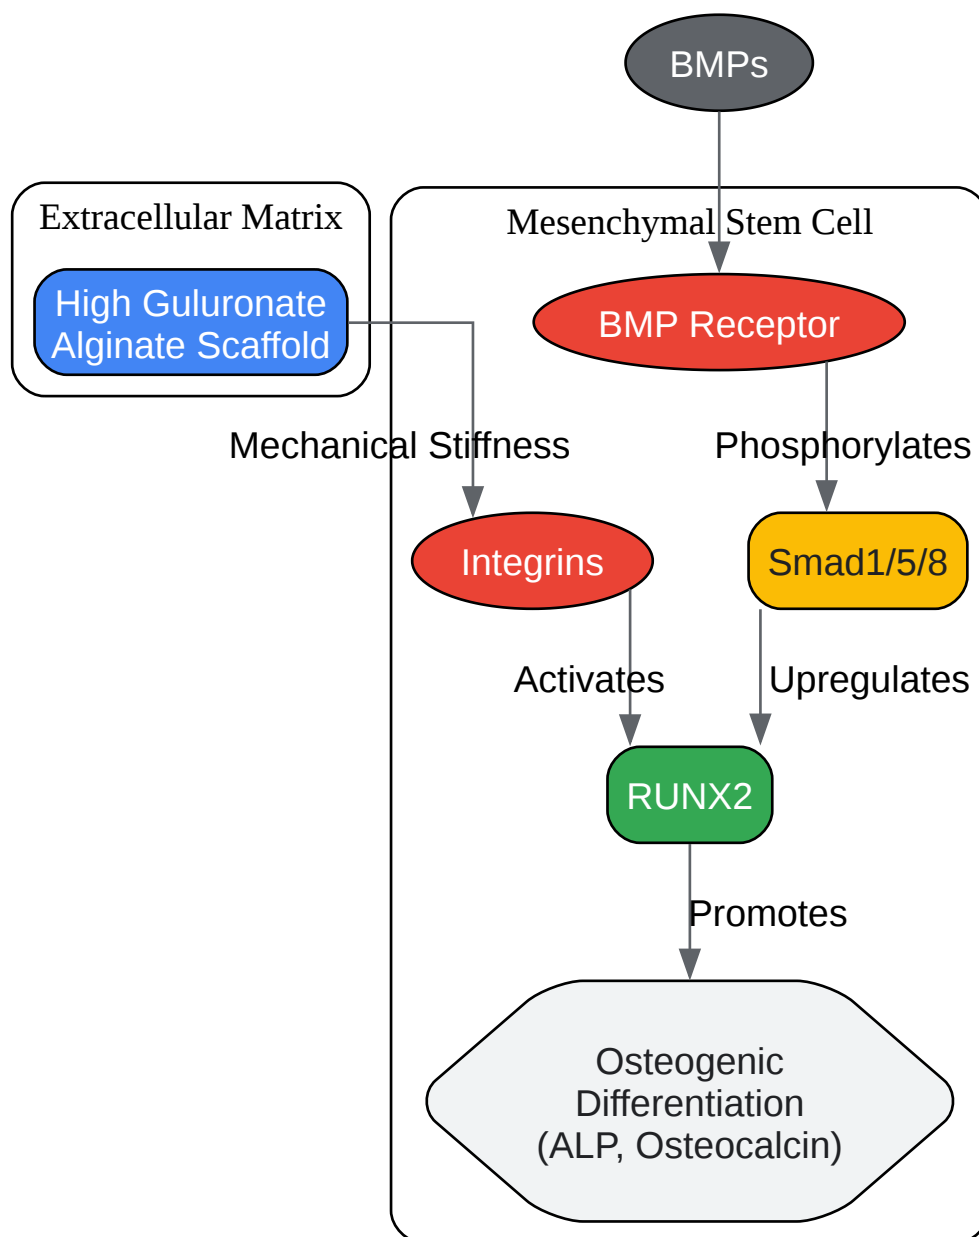 BMPs
Extracellular Matrix
Mesenchymal Stem Cell
High Guluronate
Alginate Scaffold
BMP Receptor
Mechanical Stiffness
Phosphorylates
Integrins
Smad1/5/8
Activates
Upregulates
RUNX2
Promotes
Osteogenic
Differentiation
(ALP, Osteocalcin)